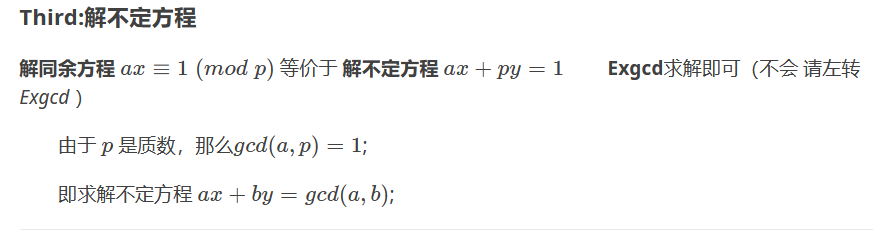 Third:解不定方程
解同余方程 ax ≡ 1 (mod p) 等价于 解不定方程 ax + py = 1 Exgcd求解即可（不会 请左转
Exgcd ）
由于 p 是质数，那么gcd(a, p) = 1;
即求解不定方程 ax + by = gcd(a, b);